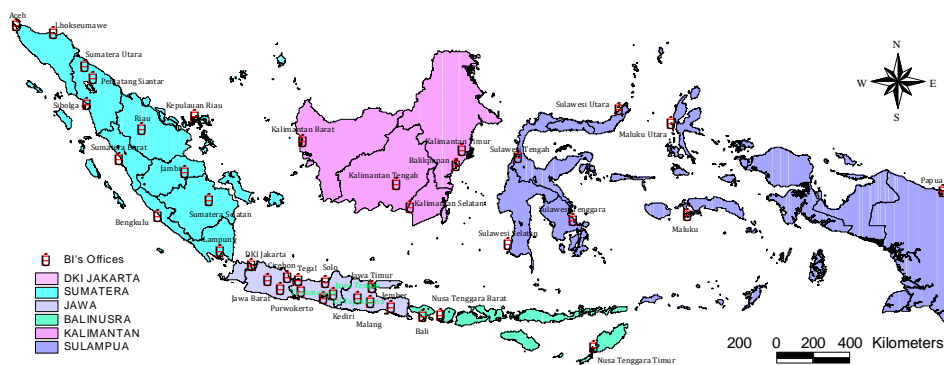 Aceh
Lhokseumawe
Sumatera Utara
Pematang Siantar
Sibolga
Kepulauan Riau
Riau
Sumatera Barat
Jambi
Bengkulu
Sumatera Selatan
Lampung
Kalimantan Barat
Kalimantan Timur
Balikpapan
Kalimantan Tengah
Kalimantan Selatan
Sulawesi Utara
Sulawesi Tengah
Sulawesi Tenggara
Sulawesi Selatan
Maluku Utara
Maluku
Papua
N
W
E
S
DKI Jakarta
Cirebon
Tegal
Solo
Jawa Timur
Jawa Barat
Purwokerto
Kediri
Malang
Jember
Bali
Nusa Tenggara Barat
Nusa Tenggara Timur
BI's Offices
DKI JAKARTA
SUMATERA
JAWA
BALINUSRA
KALIMANTAN
SULAMPUA
200 0 200 400 Kilometers